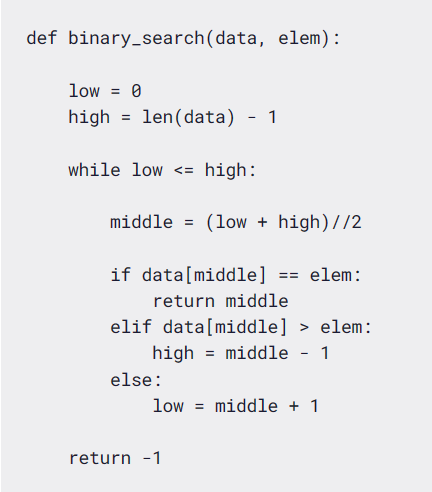 def binary_search(data, elem):
    low = 0
    high = len(data) - 1
    while low <= high:
        middle = (low + high)//2
        if data[middle] == elem:
            return middle
        elif data[middle] > elem:
            high = middle - 1
        else:
            low = middle + 1
    return -1